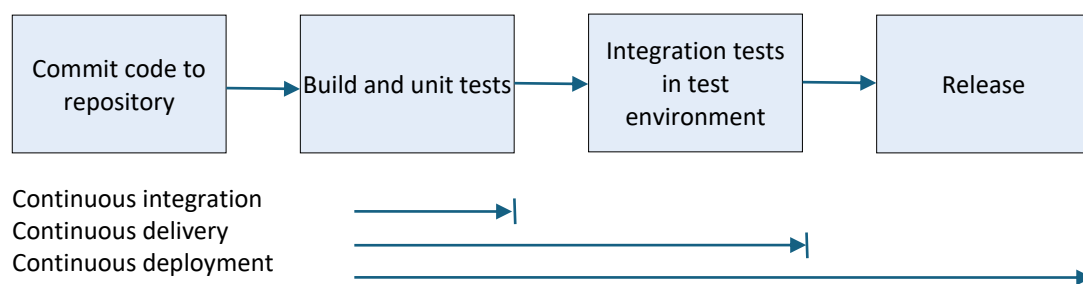 Commit code to
repository
Build and unit tests
Integration tests
in test
environment
Release
Continuous integration
Continuous delivery
Continuous deployment